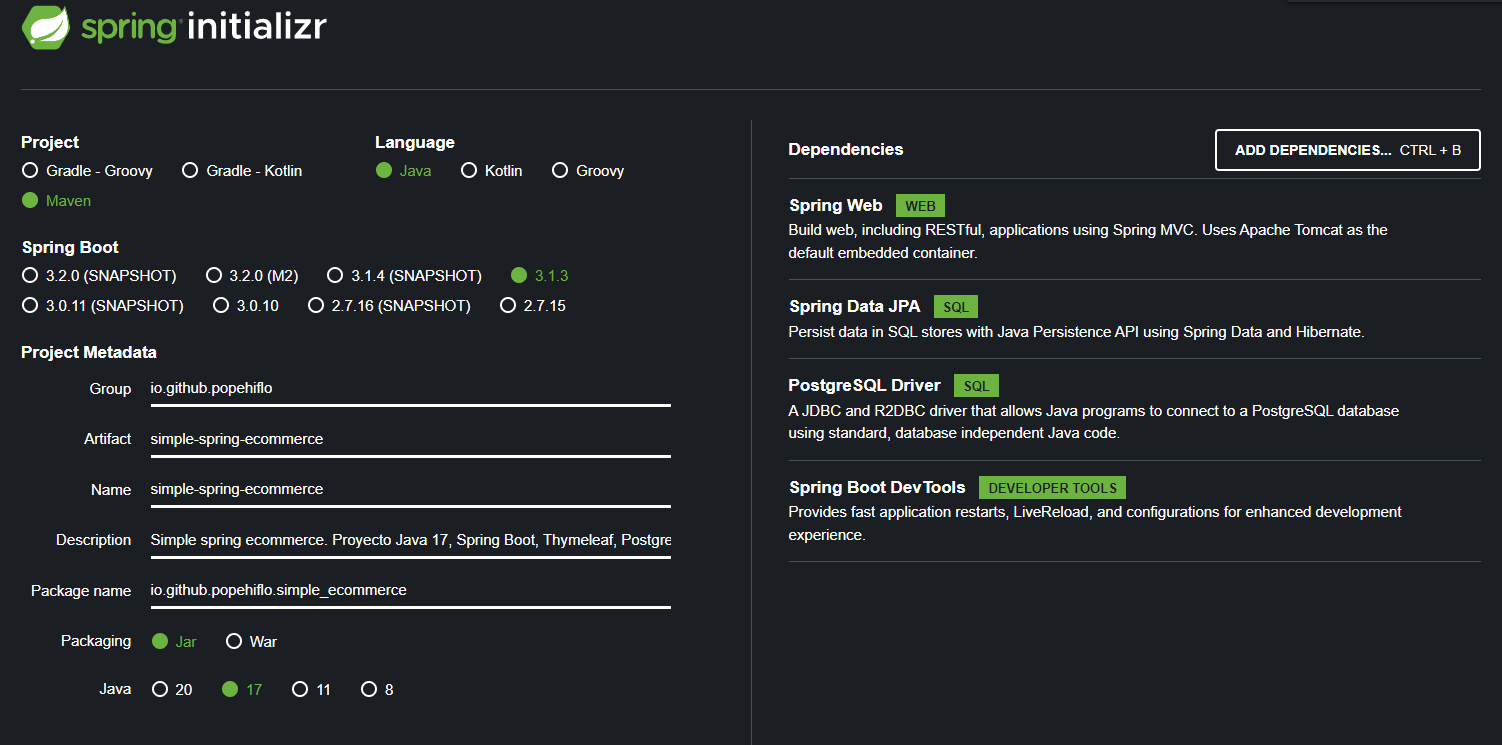 spring initializr
Project
Gradle - Groovy Gradle - Kotlin
Maven
Language
Java Kotlin Groovy
Spring Boot
3.2.0 (SNAPSHOT) 3.2.0 (M2) 3.1.4 (SNAPSHOT) 3.1.3
3.0.11 (SNAPSHOT) 3.0.10 2.7.16 (SNAPSHOT) 2.7.15
Project Metadata
Group io.github.popehiflo
Artifact simple-spring-ecommerce
Name simple-spring-ecommerce
Description Simple spring ecommerce. Proyecto Java 17, Spring Boot, Thymeleaf, Postgre
Package name io.github.popehiflo.simple_ecommerce
Packaging Jar War
Java 20 17 11 8
Dependencies
ADD DEPENDENCIES... CTRL + B
Spring Web WEB
Build web, including RESTful, applications using Spring MVC. Uses Apache Tomcat as the
default embedded container.
Spring Data JPA SQL
Persist data in SQL stores with Java Persistence API using Spring Data and Hibernate.
PostgreSQL Driver SQL
A JDBC and R2DBC driver that allows Java programs to connect to a PostgreSQL database
using standard, database independent Java code.
Spring Boot DevTools DEVELOPER TOOLS
Provides fast application restarts, LiveReload, and configurations for enhanced development
experience.